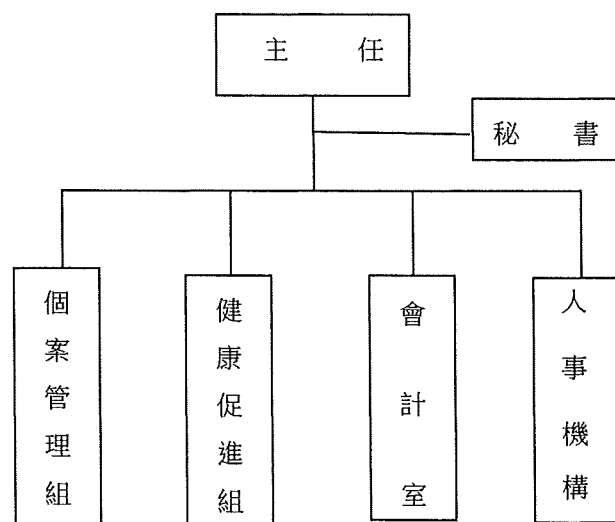 主任
秘書
個案管理組
健康促進組
會計室
人事機構